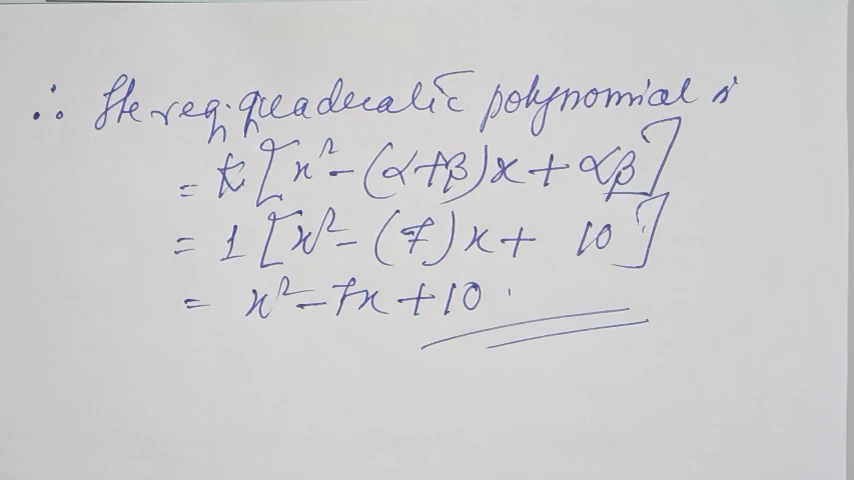 ∴ The req. quadratic polynomial is
= k [x² - (α+β)x + αβ]
= 1 [x² - (7)x + 10]
= x² - 7x + 10.